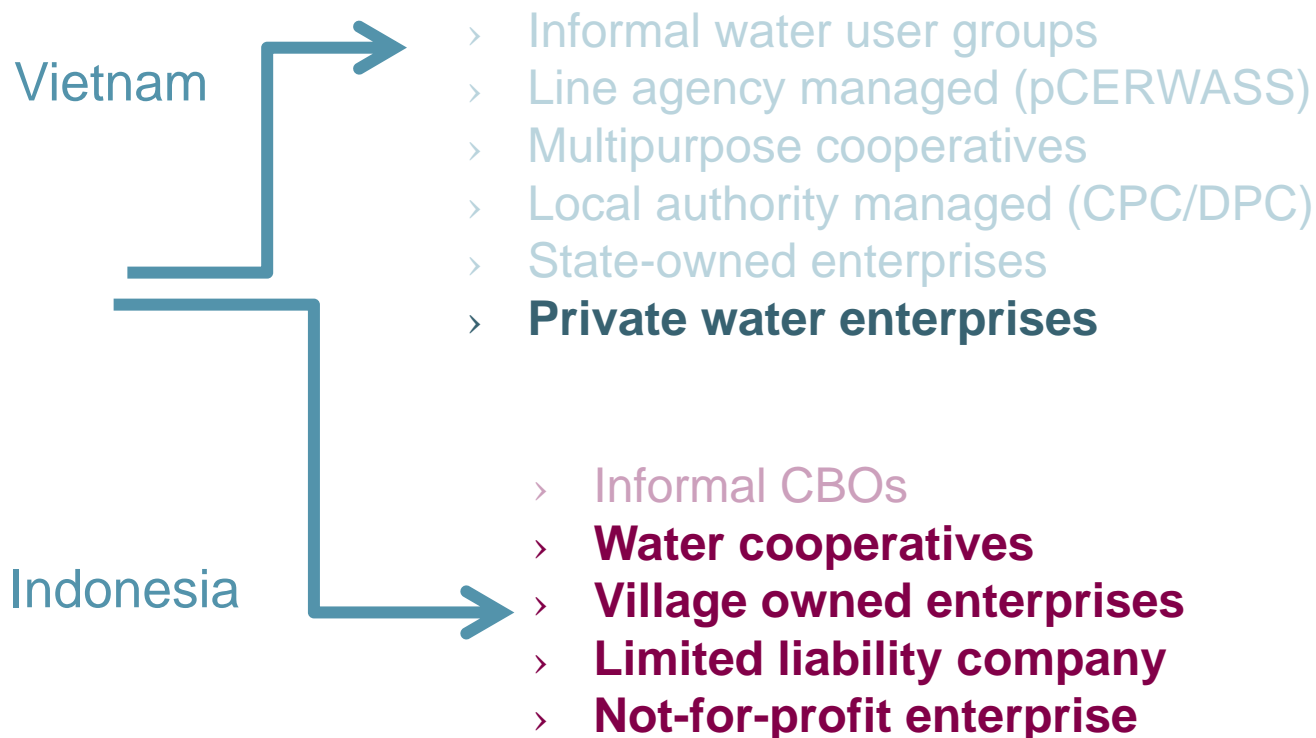 Vietnam
› Informal water user groups
› Line agency managed (pCERWASS)
› Multipurpose cooperatives
› Local authority managed (CPC/DPC)
› State-owned enterprises
› Private water enterprises
Indonesia
› Informal CBOs
› Water cooperatives
› Village owned enterprises
› Limited liability company
› Not-for-profit enterprise